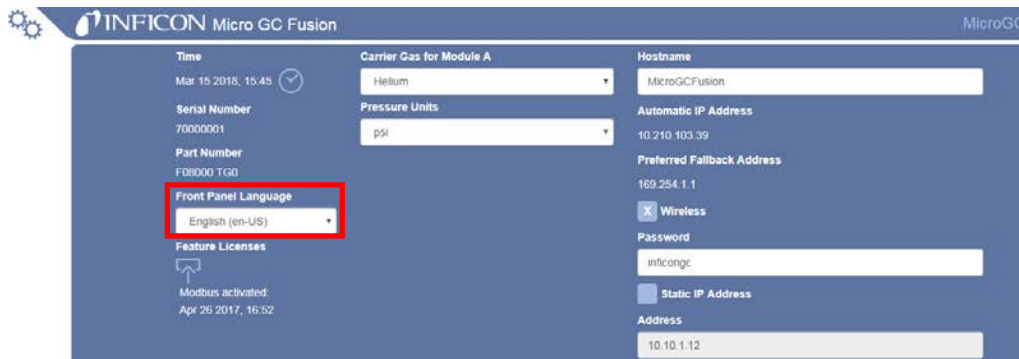 INFICON Micro GC Fusion
MicroGC
Time
Mar 15 2018, 15:45
Serial Number
70000001
Part Number
F08000 TG0
Front Panel Language
English (en-US)
Feature Licenses
Modbus activated:
Apr 26 2017, 16:52
Carrier Gas for Module A
Helium
Pressure Units
psi
Hostname
MicroGCFusion
Automatic IP Address
10.210.103.39
Preferred Fallback Address
169.254.1.1
X Wireless
Password
inficongc
Static IP Address
Address
10.10.1.12